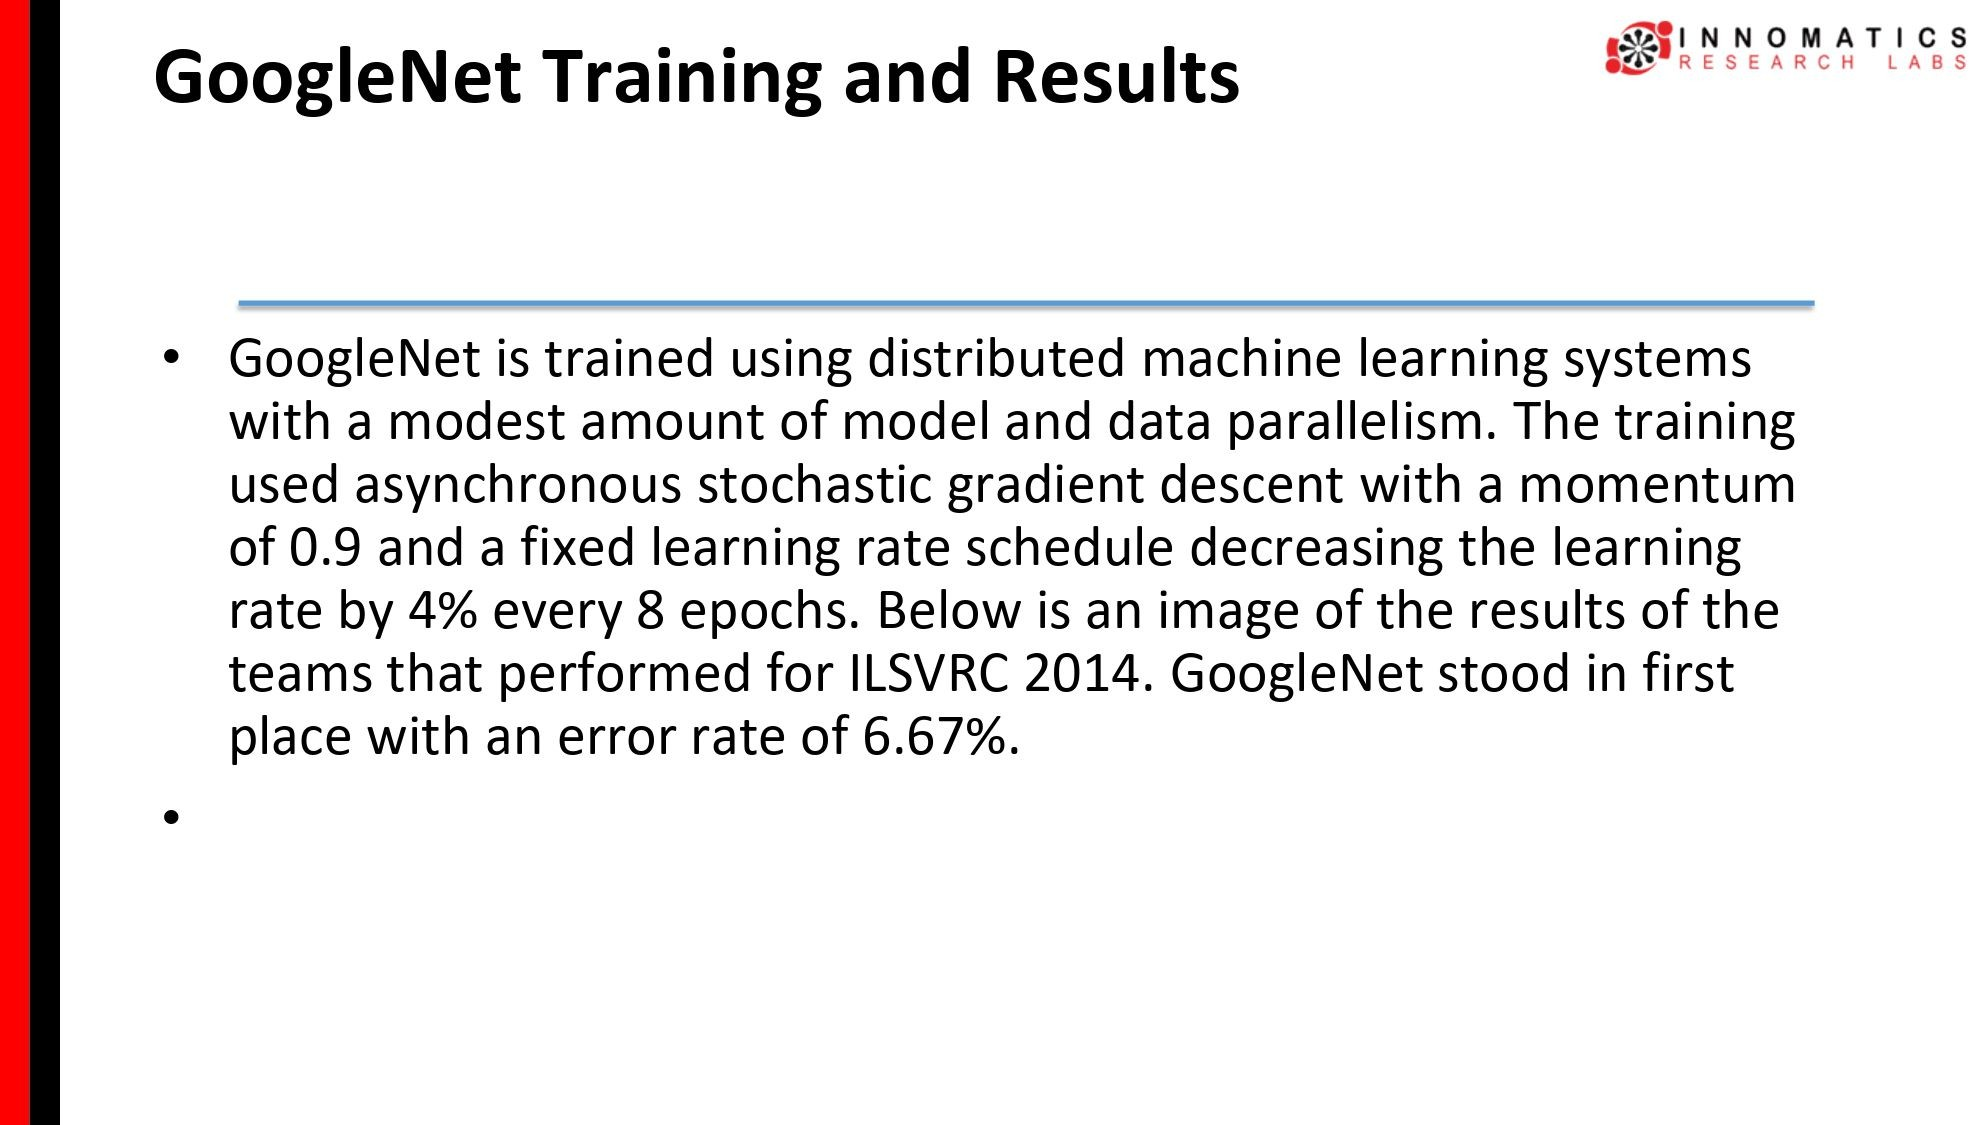 GoogleNet Training and Results
INNOMATICS
RESEARCH LABS
• GoogleNet is trained using distributed machine learning systems
with a modest amount of model and data parallelism. The training
used asynchronous stochastic gradient descent with a momentum
of 0.9 and a fixed learning rate schedule decreasing the learning
rate by 4% every 8 epochs. Below is an image of the results of the
teams that performed for ILSVRC 2014. GoogleNet stood in first
place with an error rate of 6.67%.
•